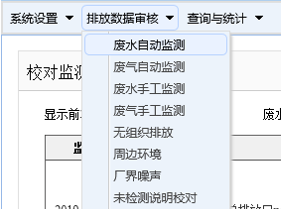 系统设置 排放数据审核 查询与统计
废水自动监测
校对监测
废气自动监测
废水手工监测
显示前 废水
废气手工监测
无组织排放
周边环境
厂界噪声
未检测说明校对